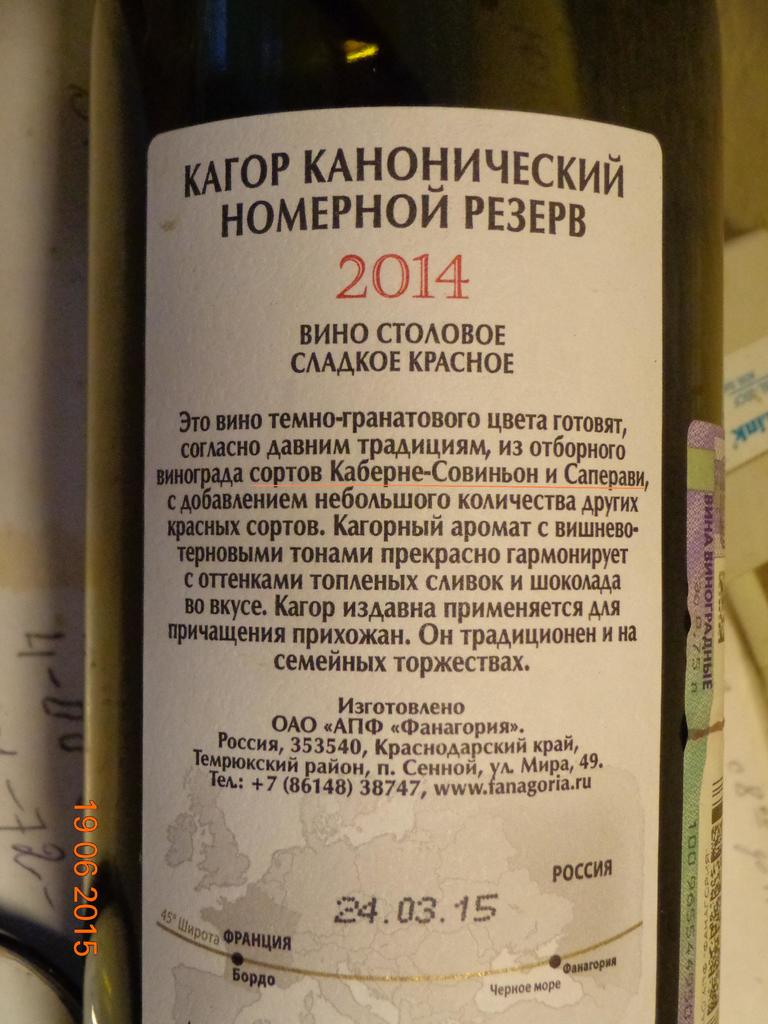 КАГОР КАНОНИЧЕСКИЙ
НОМЕРНОЙ РЕЗЕРВ
2014
ВИНО СТОЛОВОЕ
СЛАДКОЕ КРАСНОЕ
Это вино темно-гранатового цвета готовят,
согласно давним традициям, из отборного
винограда сортов Каберне-Совиньон и Саперави,
с добавлением небольшого количества других
красных сортов. Кагорный аромат с вишнево-
терновыми тонами прекрасно гармонирует
с оттенками топленых сливок и шоколада
во вкусе. Кагор издавна применяется для
причащения прихожан. Он традиционен и на
семейных торжествах.
Изготовлено
ОАО «АПФ «Фанагория».
Россия, 353540, Краснодарский край,
Темрюкский район, п. Сенной, ул. Мира, 49.
Тел.: +7 (86148) 38747, www.fanagoria.ru
РОССИЯ
24.03.15
45° Широта
ФРАНЦИЯ
Бордо
Фанагория
Черное море
ВИНА ВИНОГРАДНЫЕ
19 06 2015